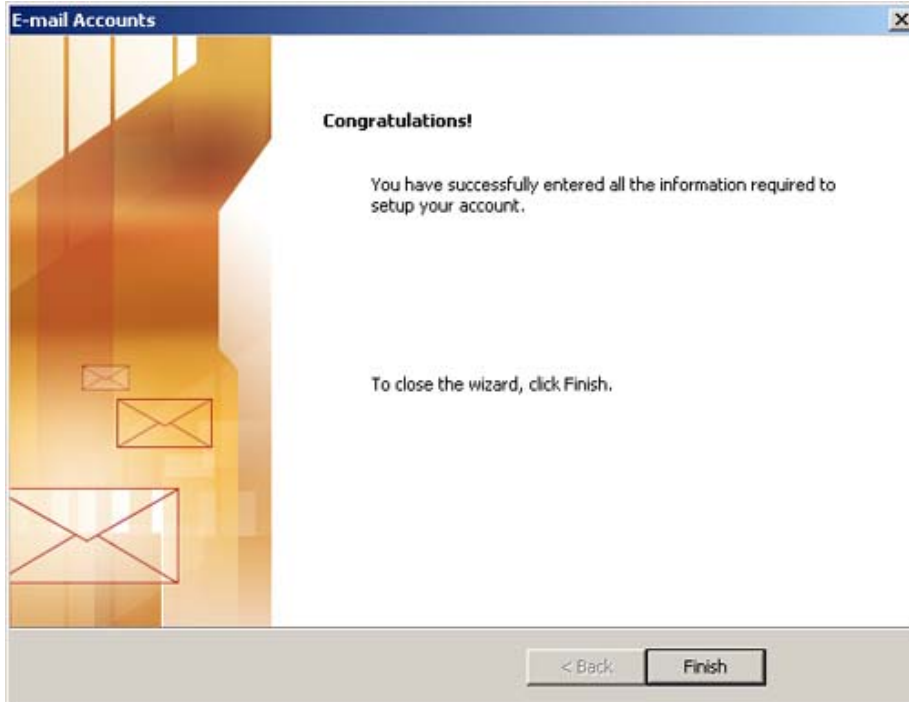 E-mail Accounts
Congratulations!
You have successfully entered all the information required to
setup your account.
To close the wizard, click Finish.
< Back
Finish